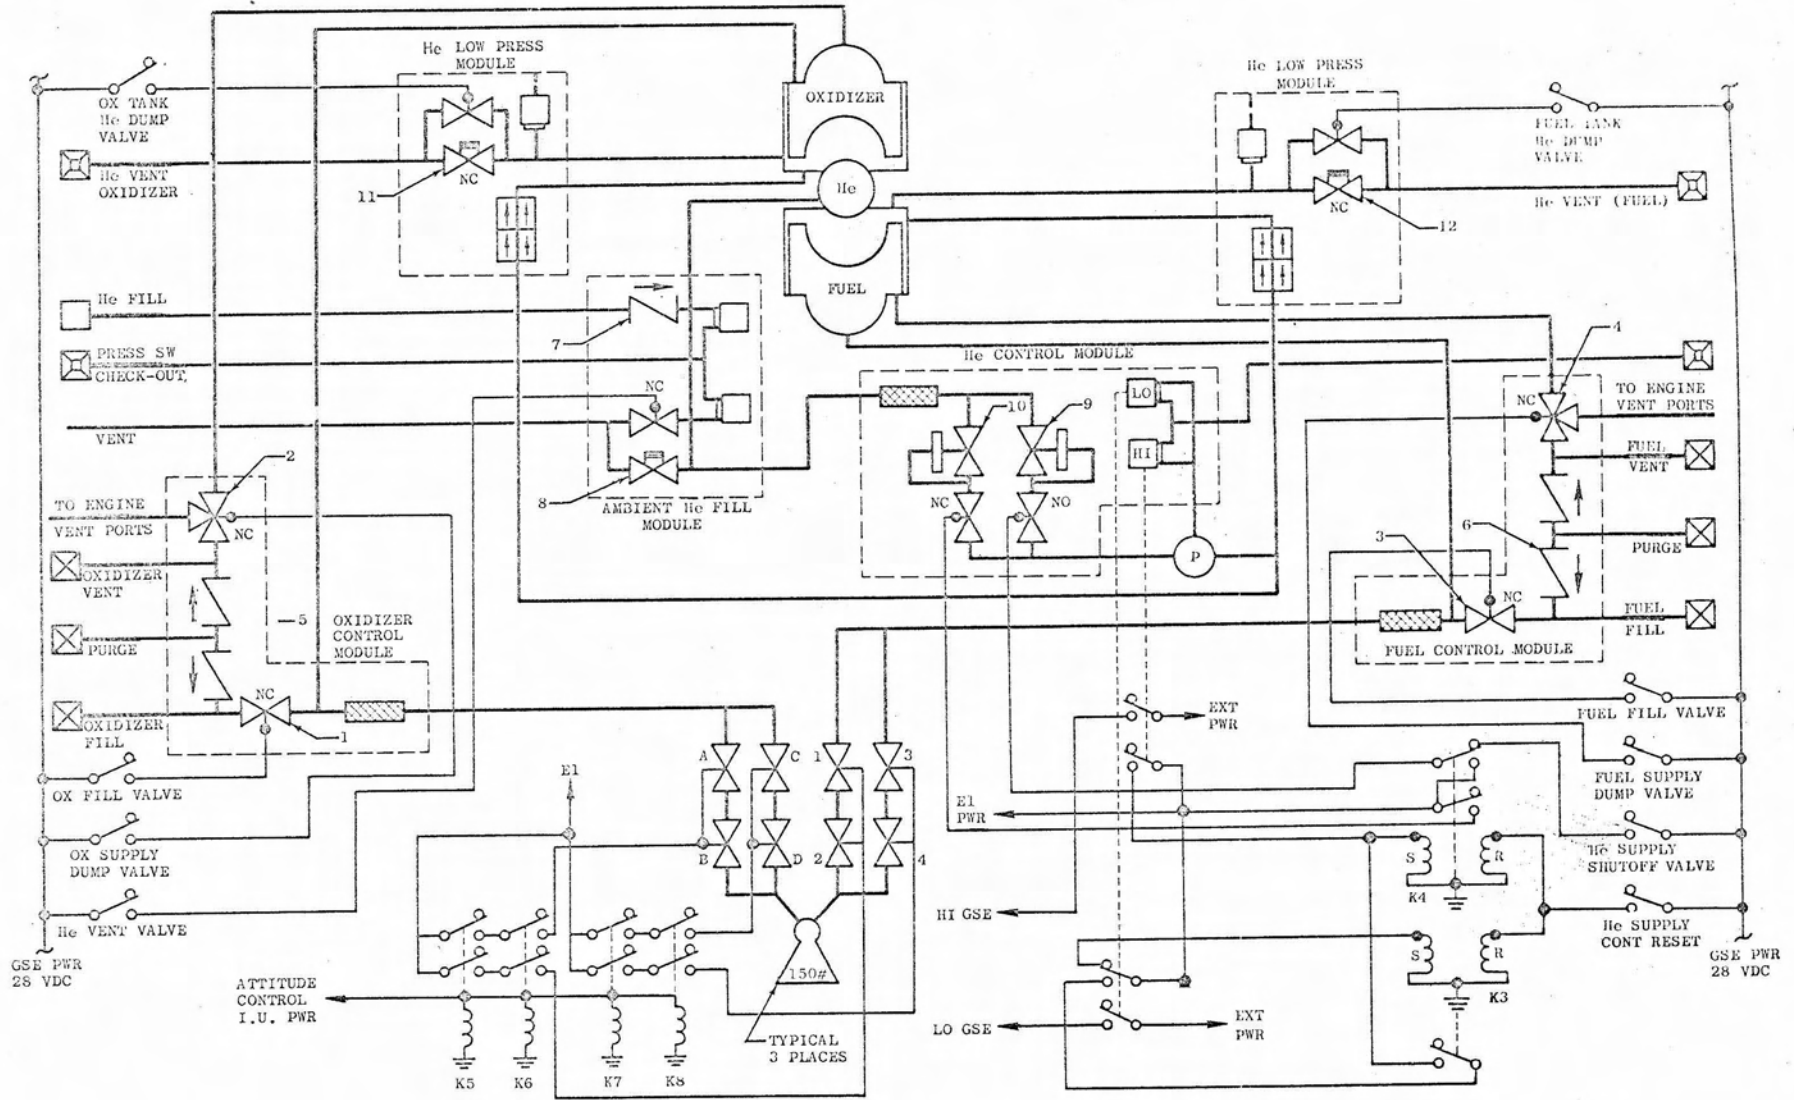 He LOW PRESS
MODULE
He LOW PRESS
MODULE
OX TANK
He DUMP
VALVE
OXIDIZER
FUEL TANK
He DUMP
VALVE
He VENT
OXIDIZER
11
NC
He
NC
12
He VENT (FUEL)
He FILL
FUEL
7
4
PRESS SW
CHECK-OUT,
He CONTROL MODULE
NC
LO
NC
TO ENGINE
VENT PORTS
VENT
10
9
HI
FUEL
VENT
2
8
AMBIENT He FILL
MODULE
NC
NO
TO ENGINE
VENT PORTS
NC
6
3
PURGE
P
OXIDIZER
VENT
NC
5
OXIDIZER
CONTROL
MODULE
FUEL
FILL
PURGE
FUEL CONTROL MODULE
NC
OXIDIZER
FILL
1
EXT
PWR
FUEL FILL VALVE
A
C
1
3
E1
OX FILL VALVE
FUEL SUPPLY
DUMP VALVE
E1
PWR
OX SUPPLY
DUMP VALVE
B
D
2
4
S
R
He SUPPLY
SHUTOFF VALVE
K4
He VENT VALVE
HI GSE
He SUPPLY
CONT RESET
GSE PWR
28 VDC
GSE PWR
28 VDC
150#
S
R
K3
ATTITUDE
CONTROL
I.U. PWR
LO GSE
EXT
PWR
TYPICAL
3 PLACES
K5
K6
K7
K8